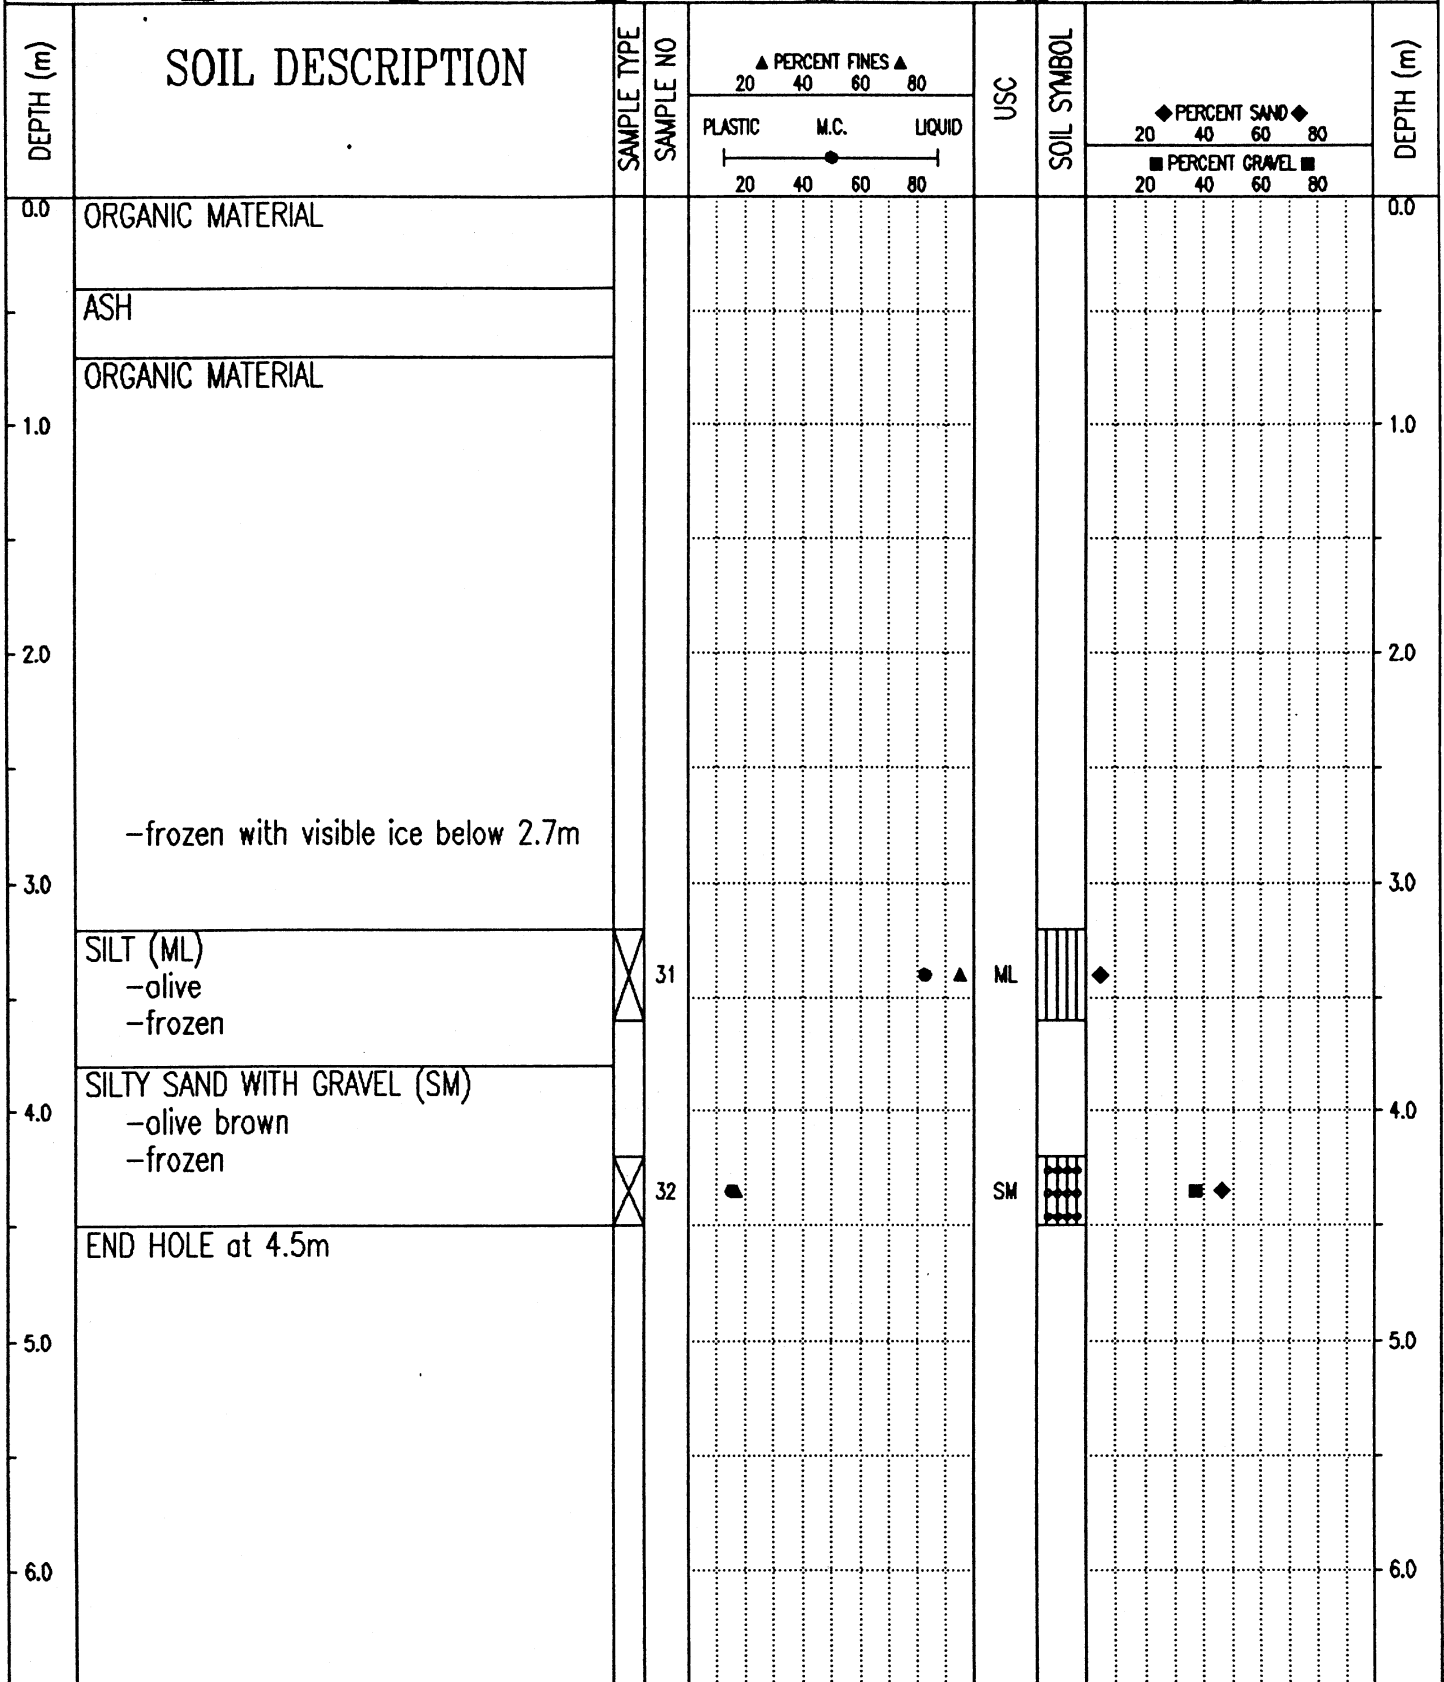 DEPTH (m)
SOIL DESCRIPTION
SAMPLE TYPE
SAMPLE NO
▲ PERCENT FINES ▲
20 40 60 80
PLASTIC M.C. LIQUID
20 40 60 80
USC
SOIL SYMBOL
◆ PERCENT SAND ◆
20 40 60 80
■ PERCENT GRAVEL ■
20 40 60 80
DEPTH (m)
0.0 ORGANIC MATERIAL 0.0
ASH
ORGANIC MATERIAL
1.0 1.0
2.0 2.0
-frozen with visible ice below 2.7m
3.0 3.0
SILT (ML)
-olive
31 ML
-frozen
SILTY SAND WITH GRAVEL (SM)
4.0 4.0
-olive brown
-frozen
32 SM
END HOLE at 4.5m
5.0 5.0
6.0 6.0